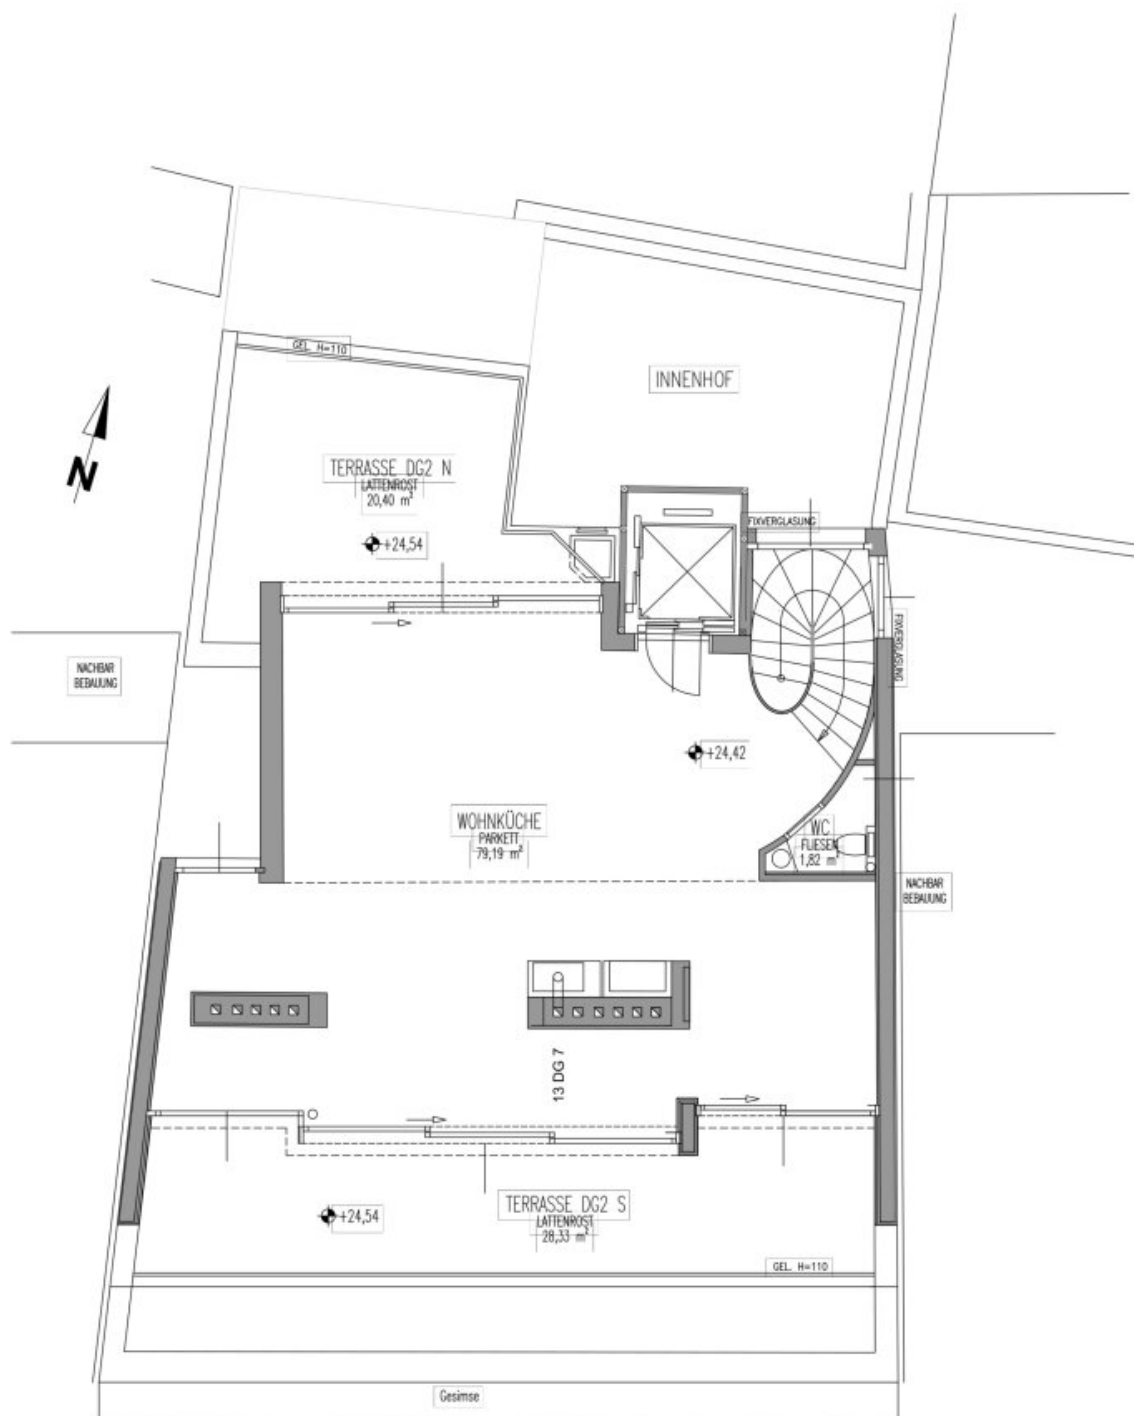 GEL. H=110
INNENHOF
N
TERRASSE DG2 N
LATTENROST
20,40 m²
+24,54
FIXVERGLASUNG
FIXVERGLASUNG
NACHBAR
BEBAUUNG
+24,42
WOHNKÜCHE
PARKETT
79,19 m²
WC
FLIESEN
1,82 m²
NACHBAR
BEBAUUNG
13 DG 7
TERRASSE DG2 S
LATTENROST
28,33 m²
+24,54
GEL. H=110
Gesimse